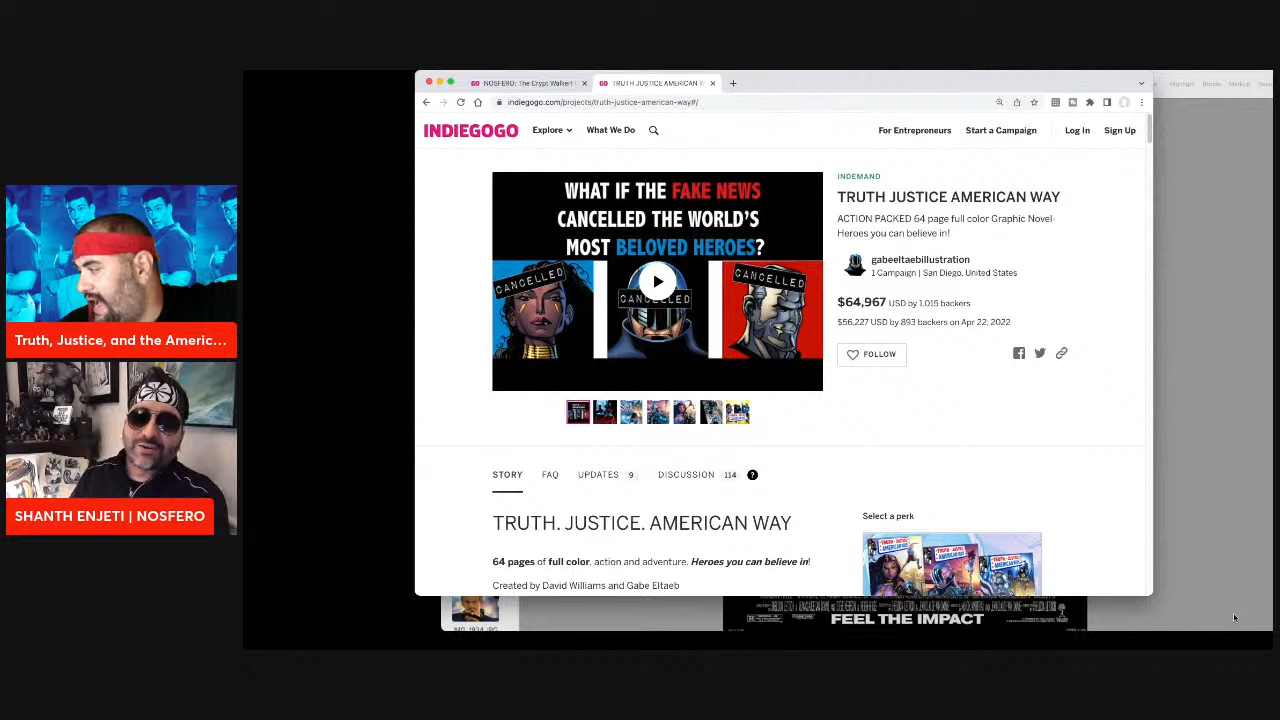 NOSFERO: The Crypt Walker!
TRUTH JUSTICE AMERICAN W
indiegogo.com/projects/truth-justice-american-way#/
Highlight
INDIEGOGO
Explore
What We Do
For Entrepreneurs
Start a Campaign
Log In
Sign Up
WHAT IF THE FAKE NEWS
CANCELLED THE WORLD'S
MOST BELOVED HEROES?
CANCELLED
CANCELLED
CANCELLED
INDEMAND
TRUTH JUSTICE AMERICAN WAY
ACTION PACKED 64 page full color Graphic Novel-
Heroes you can believe in!
gabeeltaebillustration
1 Campaign | San Diego, United States
$64,967 USD by 1,015 backers
$56,227 USD by 893 backers on Apr 22, 2022
FOLLOW
Truth, Justice, and the Americ...
SHANTH ENJETI | NOSFERO
STORY
FAQ
UPDATES 9
DISCUSSION 114 ?
TRUTH. JUSTICE. AMERICAN WAY
64 pages of full color, action and adventure. Heroes you can believe in!
Created by David Williams and Gabe Eltaeb
Select a perk
FEEL THE IMPACT